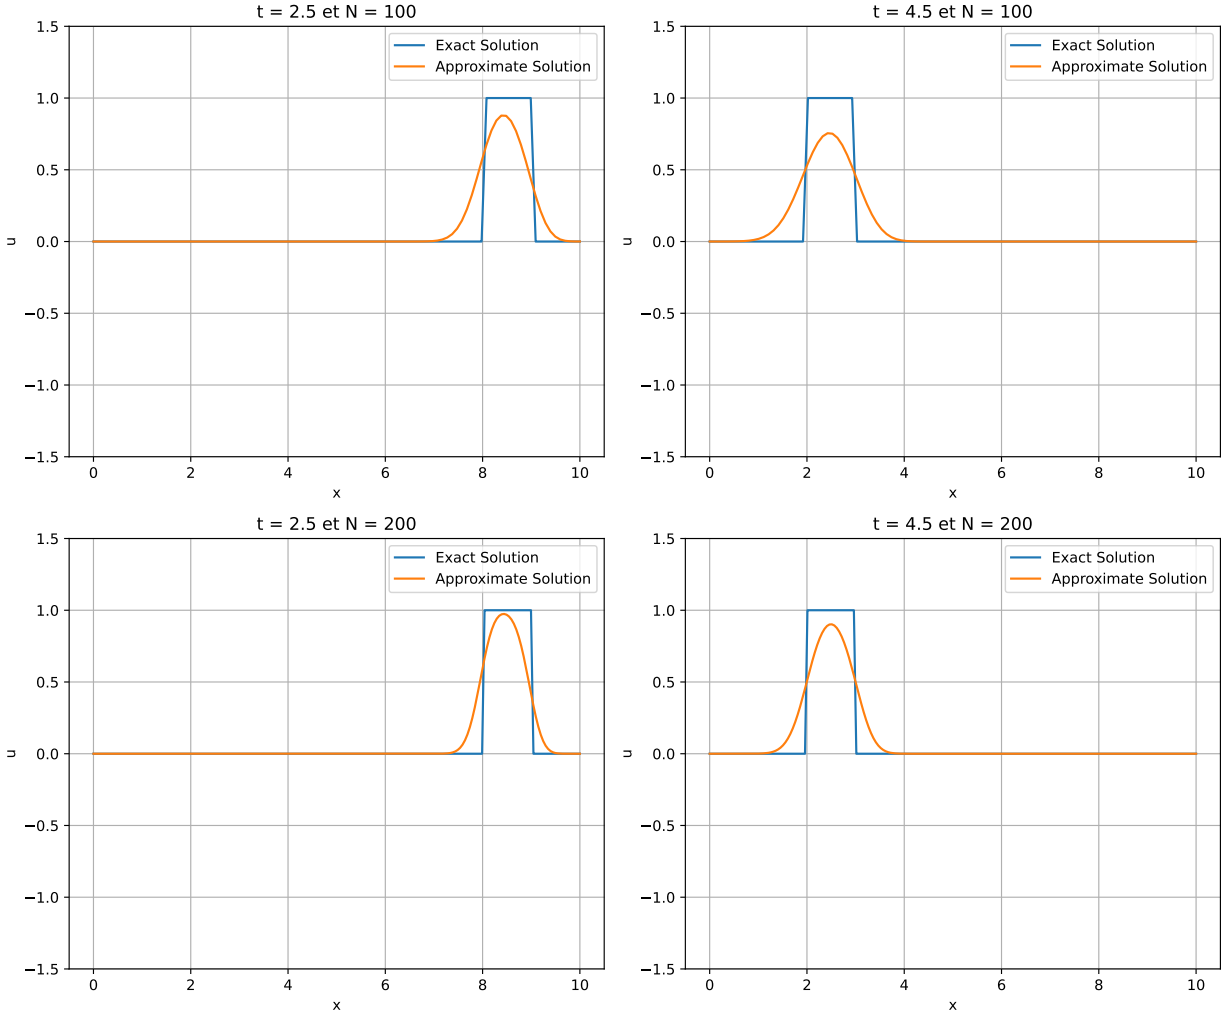 t = 2.5 et N = 100
1.5
1.0
0.5
0.0
−0.5
−1.0
−1.5
u
0 2 4 6 8 10
x
Exact Solution
Approximate Solution
t = 4.5 et N = 100
1.5
1.0
0.5
0.0
−0.5
−1.0
−1.5
u
0 2 4 6 8 10
x
Exact Solution
Approximate Solution
t = 2.5 et N = 200
1.5
1.0
0.5
0.0
−0.5
−1.0
−1.5
u
0 2 4 6 8 10
x
Exact Solution
Approximate Solution
t = 4.5 et N = 200
1.5
1.0
0.5
0.0
−0.5
−1.0
−1.5
u
0 2 4 6 8 10
x
Exact Solution
Approximate Solution